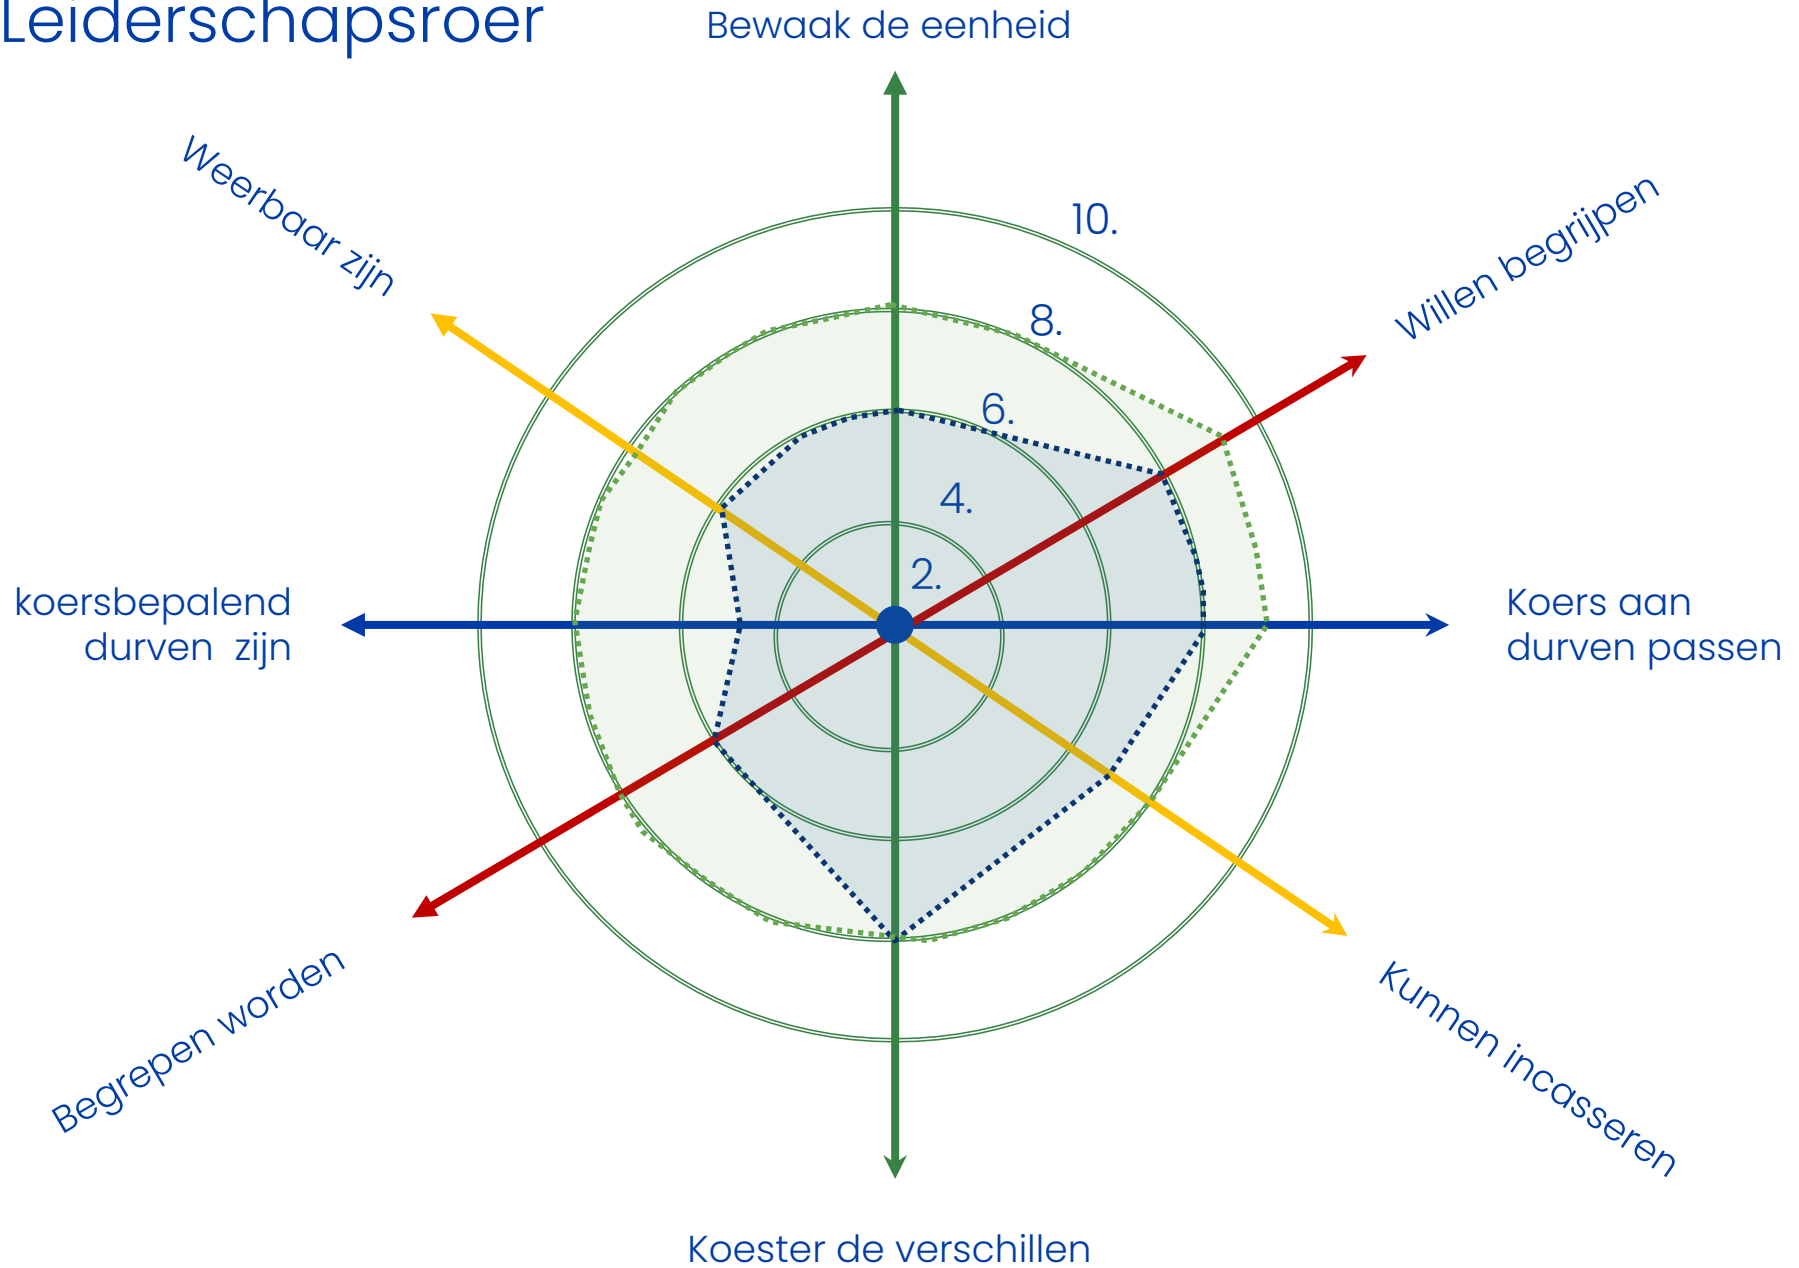 Leiderschapsroer
Bewaak de eenheid
Weerbaar zijn
10.
Willen begrijpen
8.
6.
4.
2.
koersbepalend
durven zijn
Koers aan
durven passen
Begrepen worden
Kunnen incasseren
Koester de verschillen